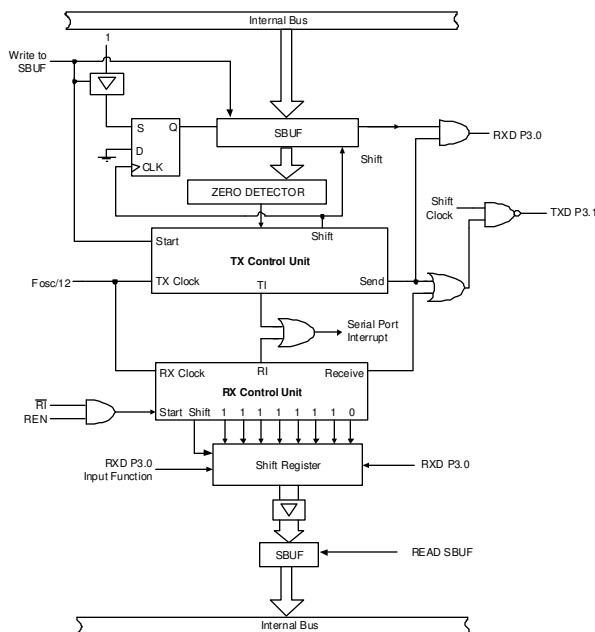 Internal Bus
1
Write to
SBUF
S Q
D
CLK
SBUF
Shift
RXD P3.0
ZERO DETECTOR
Shift
Clock
TXD P3.1
Start
Shift
TX Control Unit
Fosc/12
TX Clock
TI
Send
Serial Port
Interrupt
RX Clock
RI
Receive
RX Control Unit
RI
REN
Start Shift 1 1 1 1 1 1 1 0
RXD P3.0
Input Function
Shift Register
RXD P3.0
SBUF
READ SBUF
Internal Bus